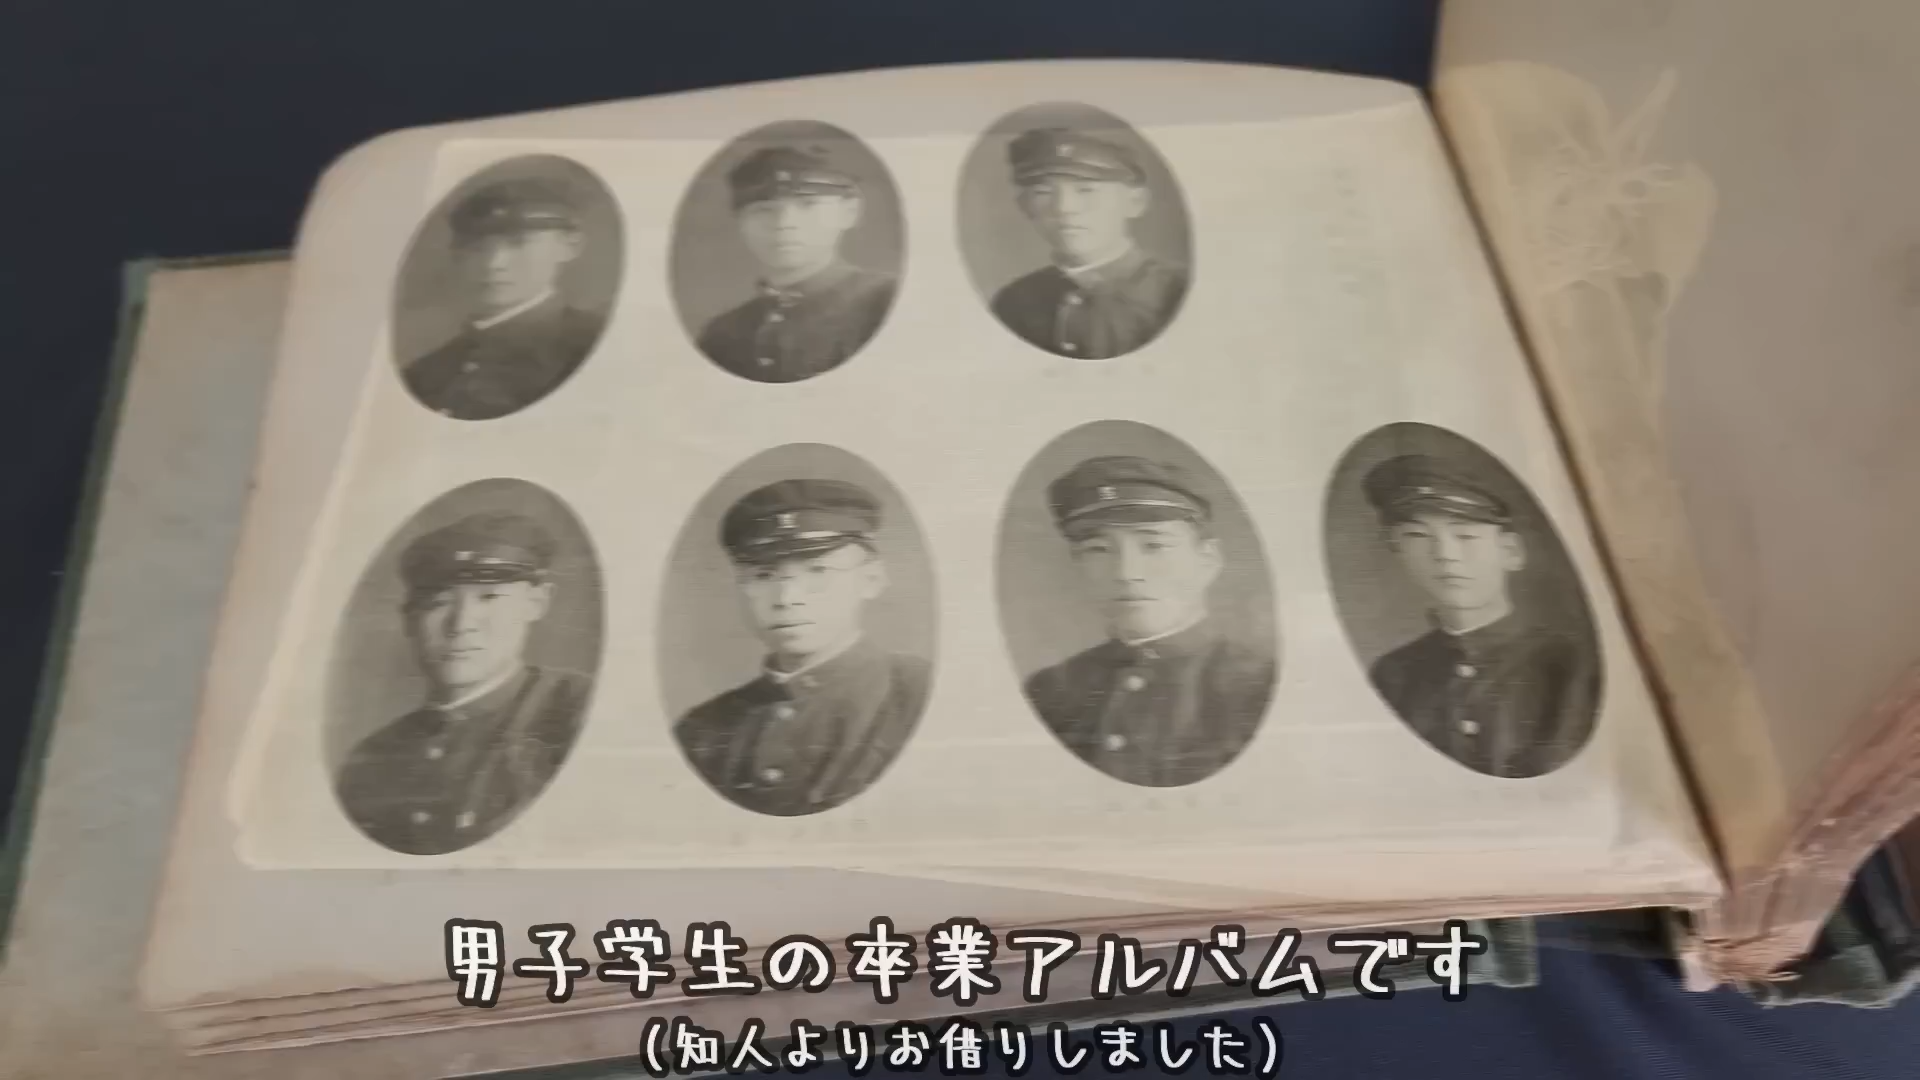 男子学生の卒業アルバムです
(知人よりお借りしました)